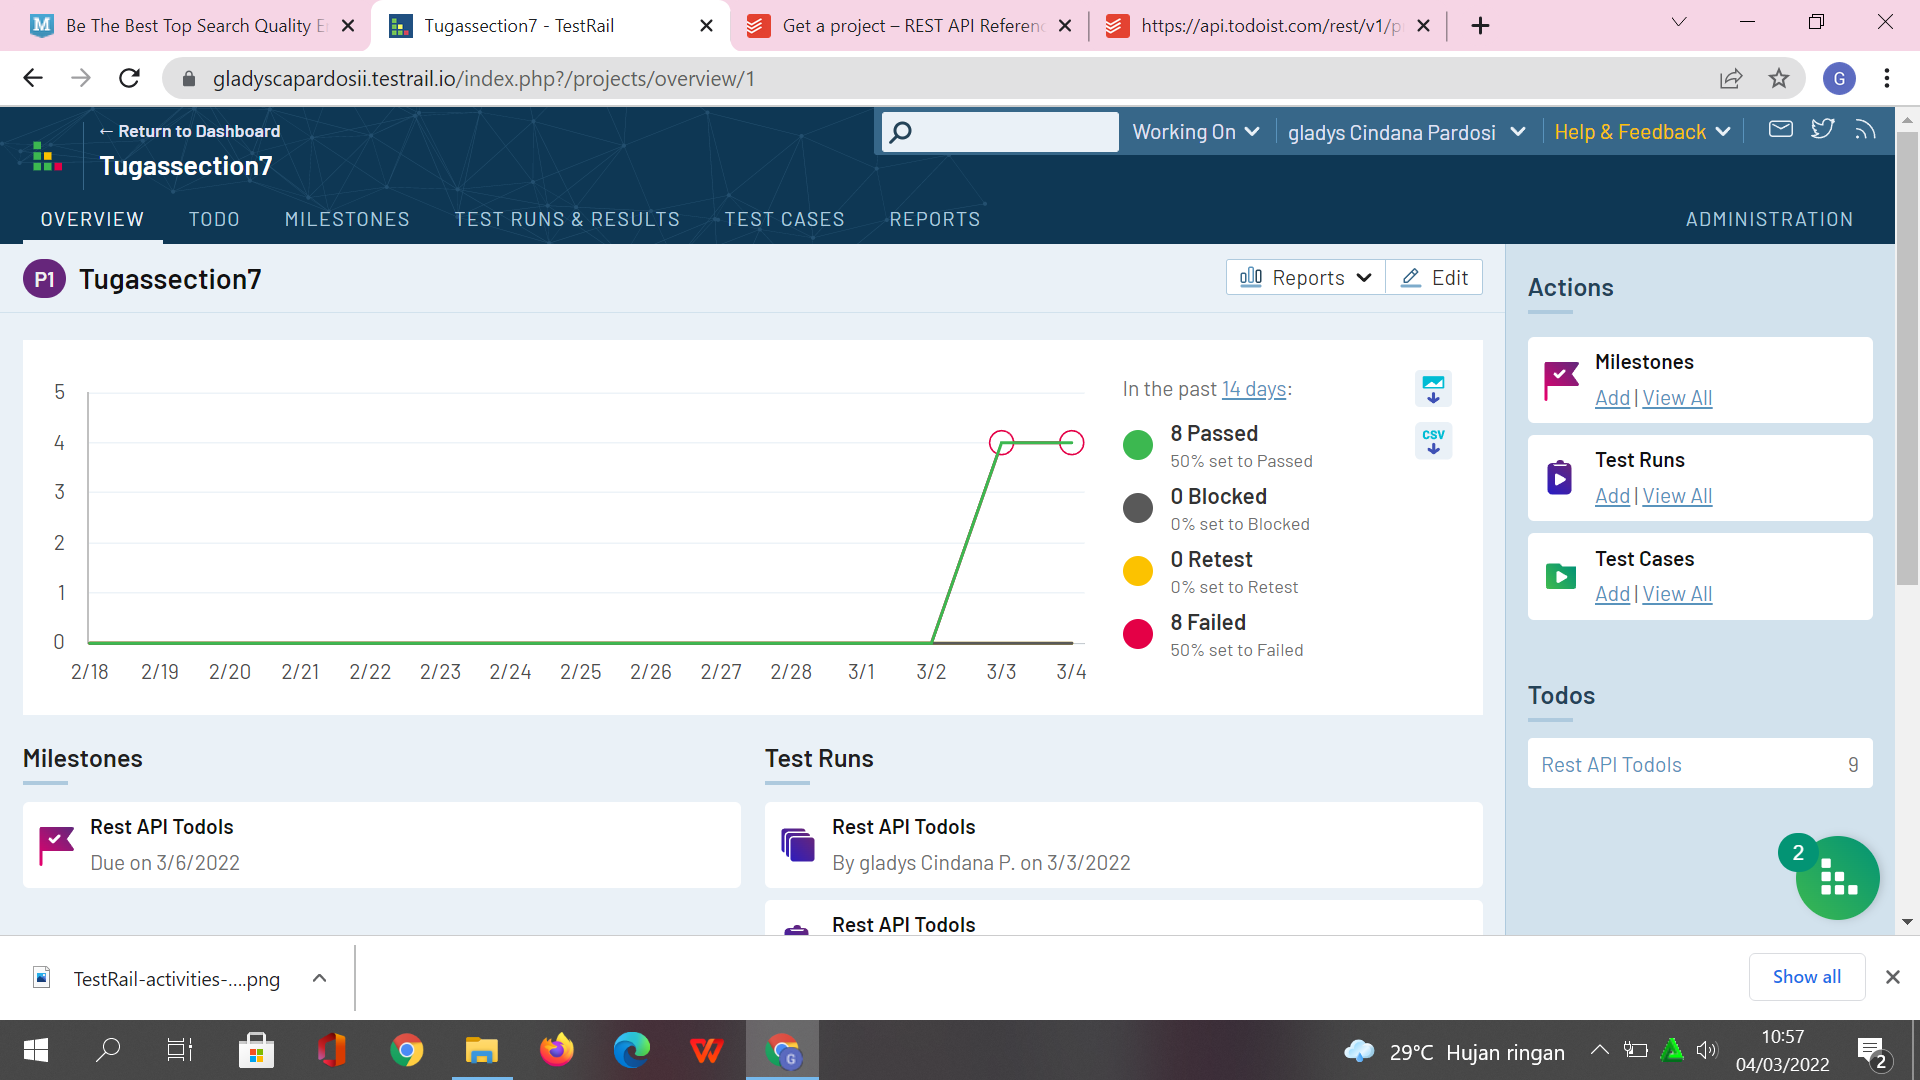 Be The Best Top Search Quality E
Tugassection7 - TestRail
Get a project – REST API Referenc
https://api.todoist.com/rest/v1/p
gladyscapardosii.testrail.io/index.php?/projects/overview/1
G
← Return to Dashboard
Tugassection7
Working On
gladys Cindana Pardosi
Help & Feedback
OVERVIEW
TODO
MILESTONES
TEST RUNS & RESULTS
TEST CASES
REPORTS
ADMINISTRATION
P1 Tugassection7
Reports
Edit
Actions
Milestones
Add | View All
Test Runs
Add | View All
Test Cases
Add | View All
5
4
3
2
1
0
2/18 2/19 2/20 2/21 2/22 2/23 2/24 2/25 2/26 2/27 2/28 3/1 3/2 3/3 3/4
In the past 14 days:
CSV
8 Passed
50% set to Passed
0 Blocked
0% set to Blocked
0 Retest
0% set to Retest
8 Failed
50% set to Failed
Todos
Rest API Todols 9
Milestones
Rest API Todols
Due on 3/6/2022
Test Runs
Rest API Todols
By gladys Cindana P. on 3/3/2022
Rest API Todols
2
TestRail-activities-....png
Show all
G
29°C Hujan ringan
10:57
04/03/2022
2